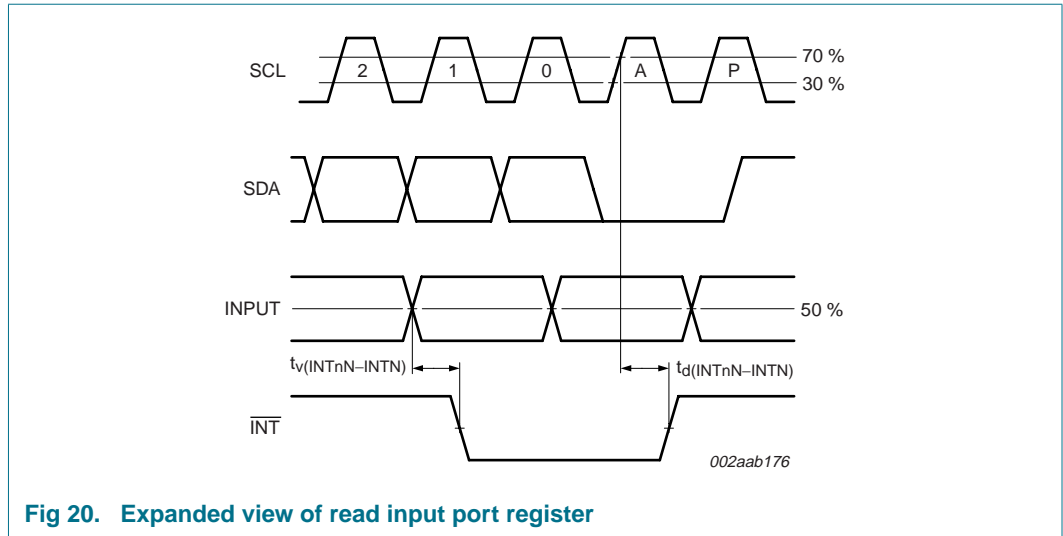 SCL
2 1 0 A P
70 %
30 %
SDA
INPUT
50 %
tv(INTnN–INTN)
td(INTnN–INTN)
INT
002aab176
Fig 20. Expanded view of read input port register